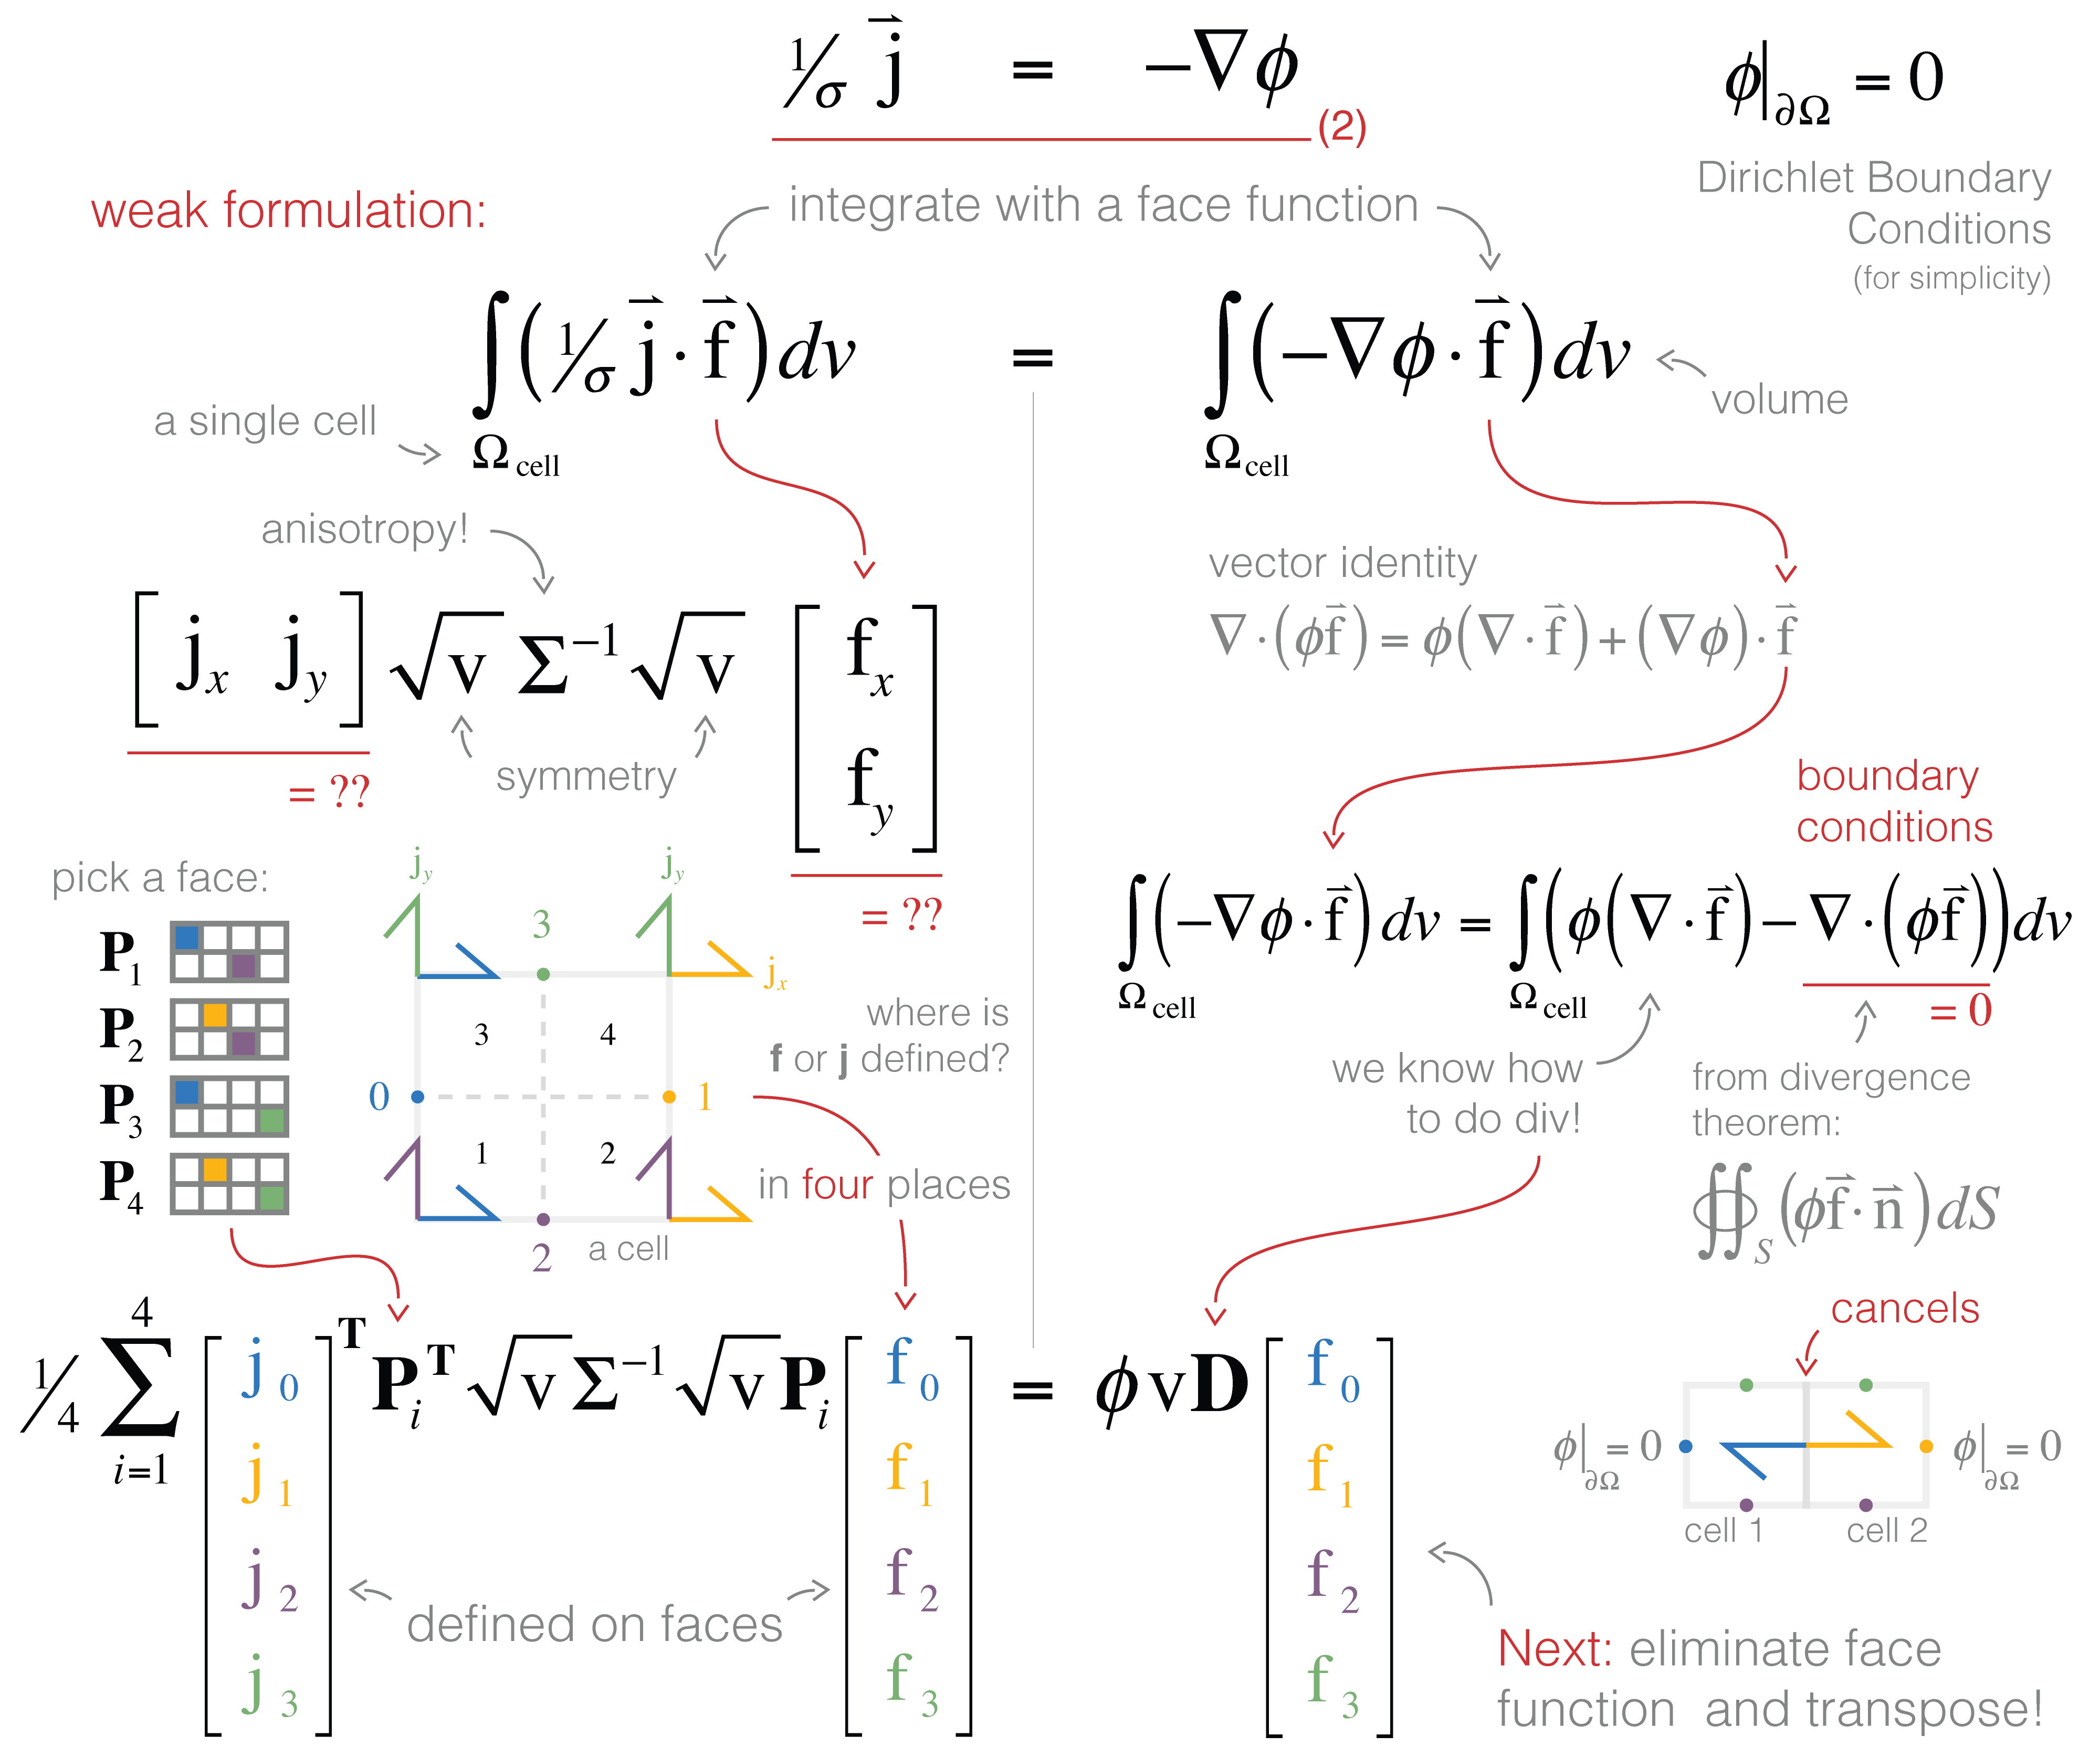 1/σ j⃗ = −∇ϕ (2)
ϕ|∂Ω = 0
Dirichlet Boundary
Conditions
(for simplicity)
weak formulation:
integrate with a face function
∫Ωcell (1/σ j⃗ · f⃗) dv = ∫Ωcell (−∇ϕ · f⃗) dv
volume
a single cell
anisotropy!
[jx jy] √v Σ⁻¹ √v [fx fy]
= ??
symmetry
= ??
vector identity
∇ · (ϕf⃗) = ϕ(∇ · f⃗) + (∇ϕ) · f⃗
boundary
conditions
∫Ωcell (−∇ϕ · f⃗) dv = ∫Ωcell (ϕ(∇ · f⃗) − ∇ · (ϕf⃗)) dv
= 0
we know how
to do div!
from divergence
theorem:
∯S (ϕf⃗ · n⃗) dS
pick a face:
P1
P2
P3
P4
jy
jy
3
jx
3 4
0
1
1 2
2
a cell
where is
f or j defined?
in four places
1/4 ∑i=1^4 [j0 j1 j2 j3]ᵀ Piᵀ √v Σ⁻¹ √v Pi [f0 f1 f2 f3] = ϕvD [f0 f1 f2 f3]
defined on faces
cancels
ϕ|∂Ω = 0
ϕ|∂Ω = 0
cell 1
cell 2
Next: eliminate face
function and transpose!